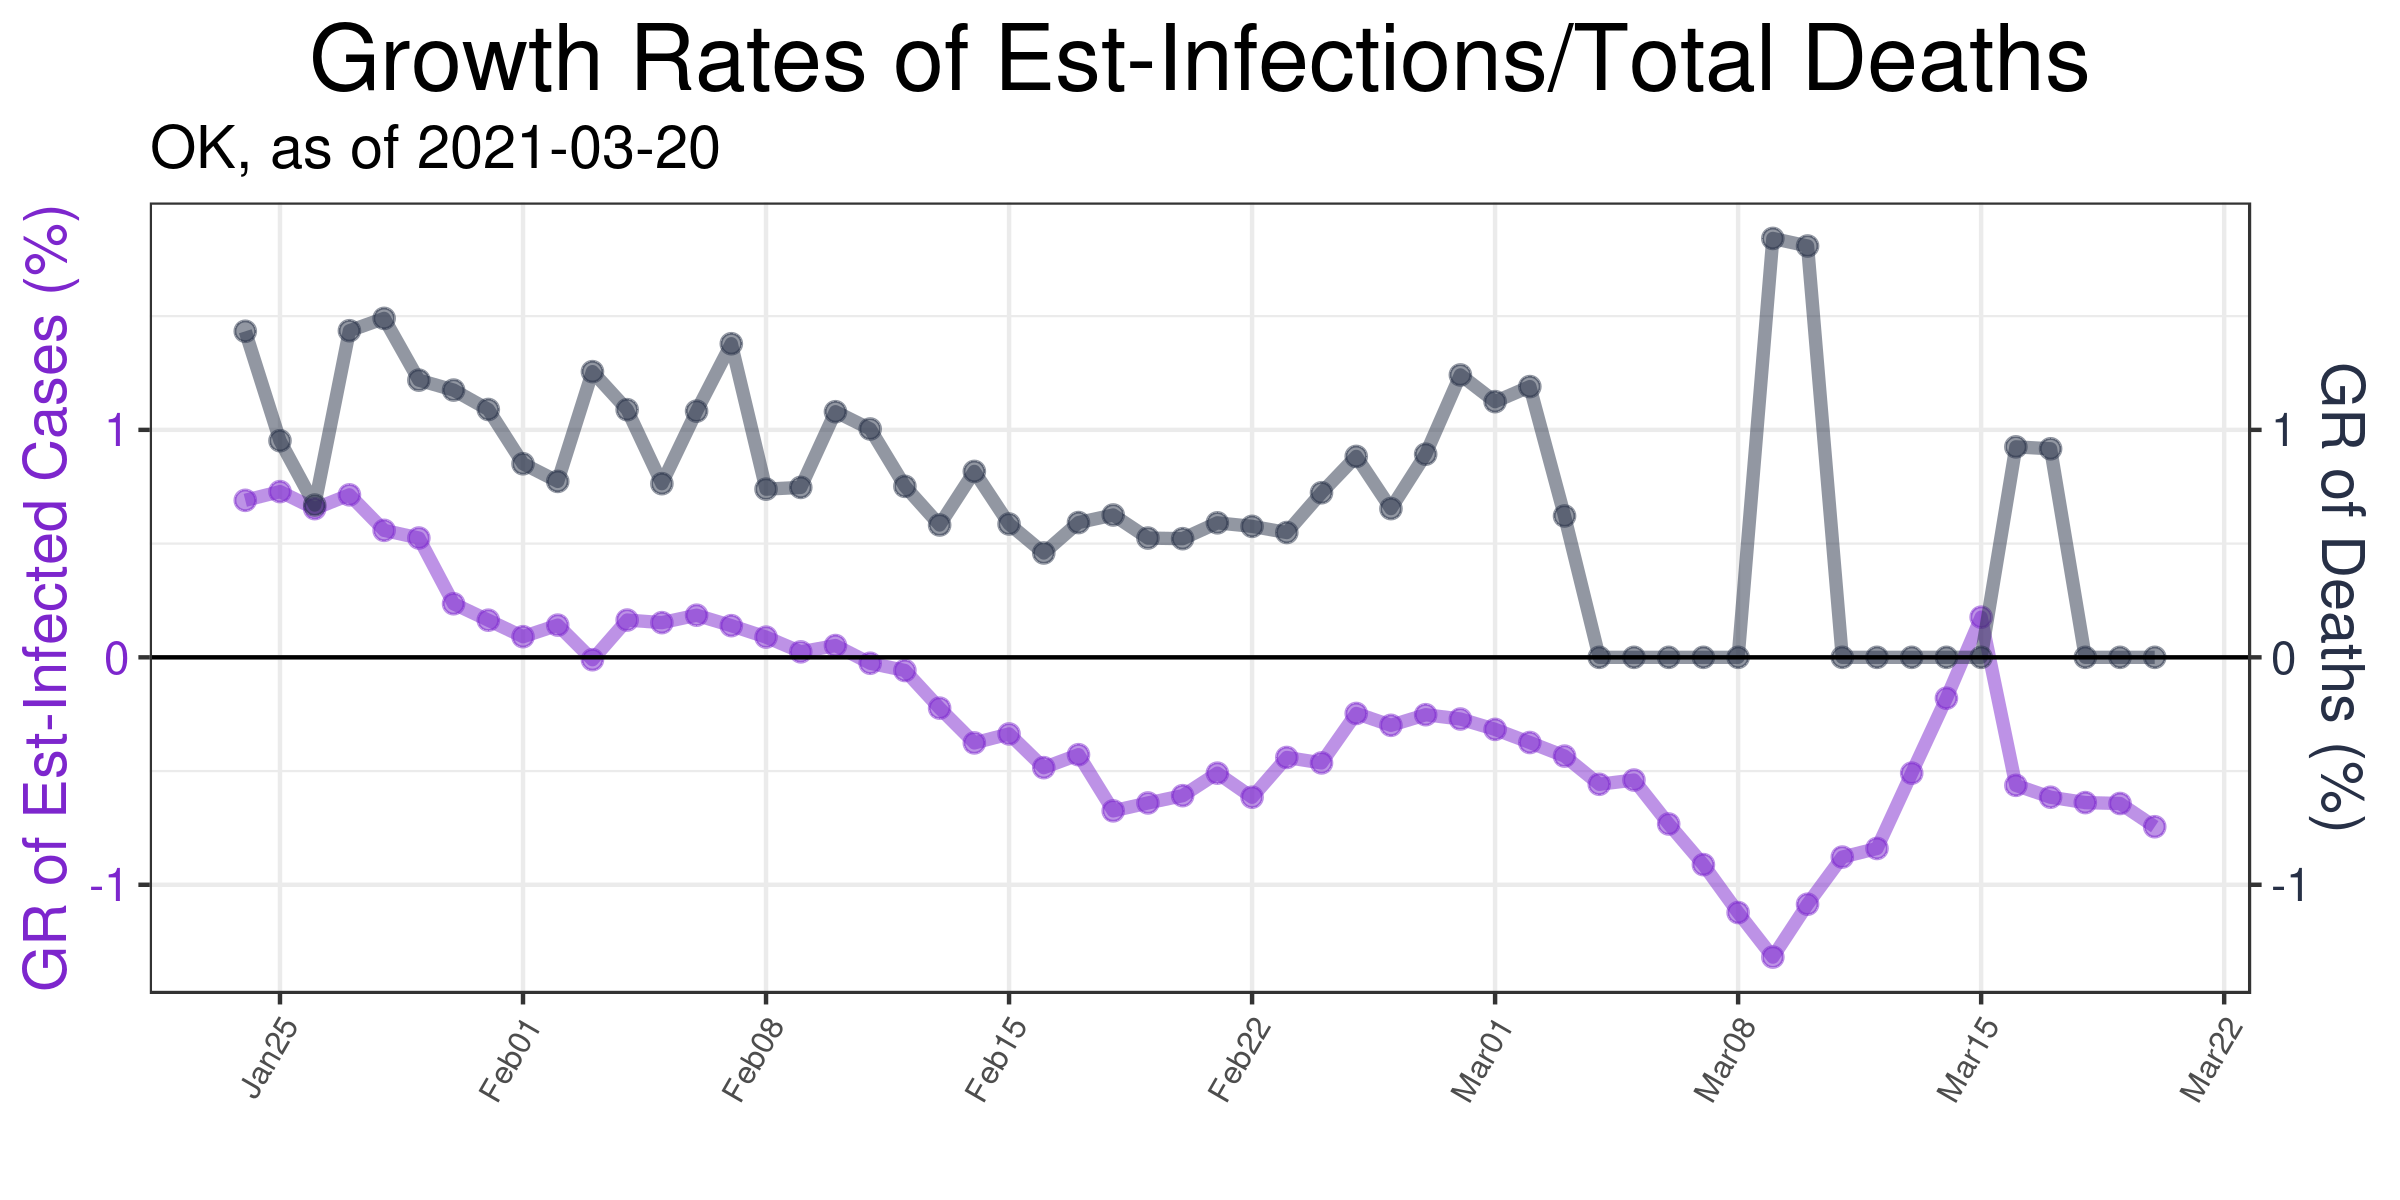 Growth Rates of Est-Infections/Total Deaths
OK, as of 2021-03-20
GR of Est-Infected Cases (%)
1
0
-1
GR of Deaths (%)
1
0
-1
Jan25
Feb01
Feb08
Feb15
Feb22
Mar01
Mar08
Mar15
Mar22